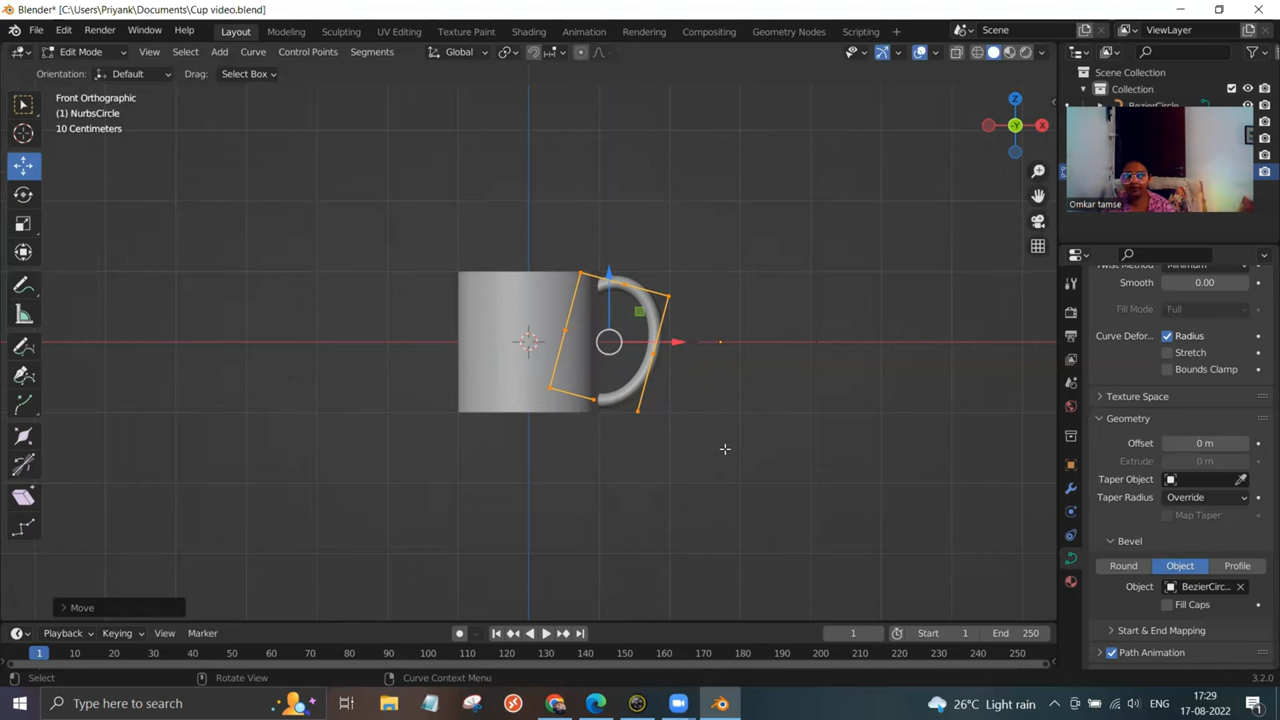 Blender* [C:\Users\Priyank\Documents\Cup video.blend]
File Edit Render Window Help Layout Modeling Sculpting UV Editing Texture Paint Shading Animation Rendering Compositing Geometry Nodes Scripting + Scene ViewLayer
Edit Mode View Select Add Curve Control Points Segments Global
Orientation: Default Drag: Select Box
Scene Collection
Collection
BezierCircle
Front Orthographic
(1) NurbsCircle
10 Centimeters
Z
-Y
X
Omkar tamse
Twist Method Minimum
Smooth 0.00
Fill Mode Full
Curve Defor... Radius
Stretch
Bounds Clamp
Texture Space
Geometry
Offset 0 m
Extrude 0 m
Taper Object
Taper Radius Override
Map Taper
Bevel
Round Object Profile
Object BezierCirc...
Fill Caps
Start & End Mapping
Path Animation
Move
Playback Keying View Marker 1 Start 1 End 250
1 10 20 30 40 50 60 70 80 90 100 110 120 130 140 150 160 170 180 190 200 210 220 230 240 250
Select Rotate View Curve Context Menu 3.2.0
Type here to search 26°C Light rain ENG 17:29
17-08-2022
1